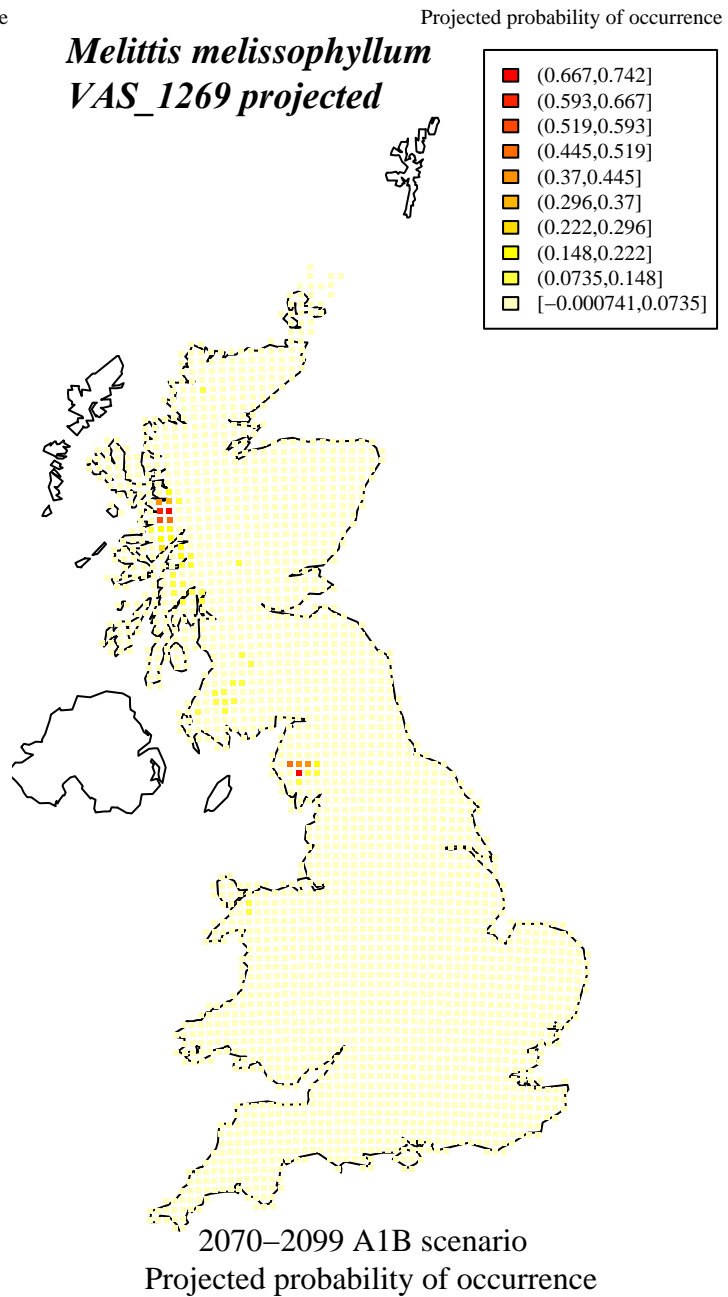 e
Projected probability of occurrence
Melittis melissophyllum
VAS_1269 projected
(0.667,0.742]
(0.593,0.667]
(0.519,0.593]
(0.445,0.519]
(0.37,0.445]
(0.296,0.37]
(0.222,0.296]
(0.148,0.222]
(0.0735,0.148]
[−0.000741,0.0735]
2070−2099 A1B scenario
Projected probability of occurrence